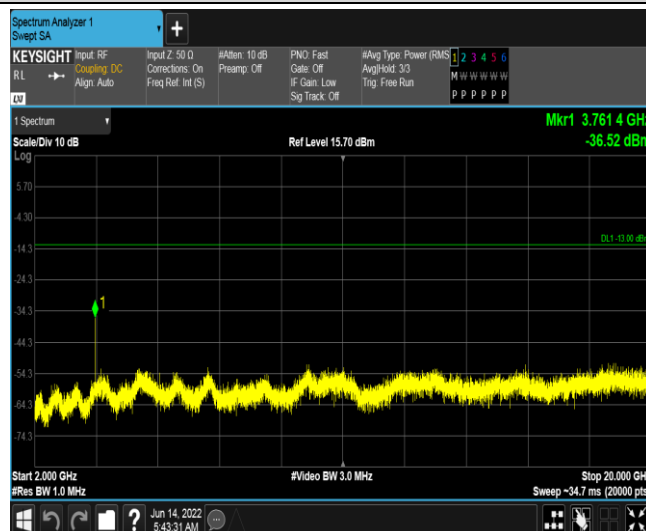 Spectrum Analyzer 1
Swept SA
KEYSIGHT
RL
Input: RF
Coupling: DC
Align: Auto
Input Z: 50 Ω
Corrections: On
Freq Ref: Int (S)
#Atten: 10 dB
Preamp: Off
PNO: Fast
Gate: Off
IF Gain: Low
Sig Track: Off
#Avg Type: Power (RMS
Avg|Hold: 3/3
Trig: Free Run
1 2 3 4 5 6
M W W W W W
P P P P P P
1 Spectrum
Scale/Div 10 dB
Ref Level 15.70 dBm
Mkr1 3.761 4 GHz
-36.52 dBm
Log
5.70
-4.30
DL1 -13.00 dBm
-14.3
-24.3
1
-34.3
-44.3
-54.3
-64.3
-74.3
Start 2.000 GHz
#Video BW 3.0 MHz
Stop 20.000 GHz
#Res BW 1.0 MHz
Sweep ~34.7 ms (20000 pts
Jun 14, 2022
5:43:31 AM